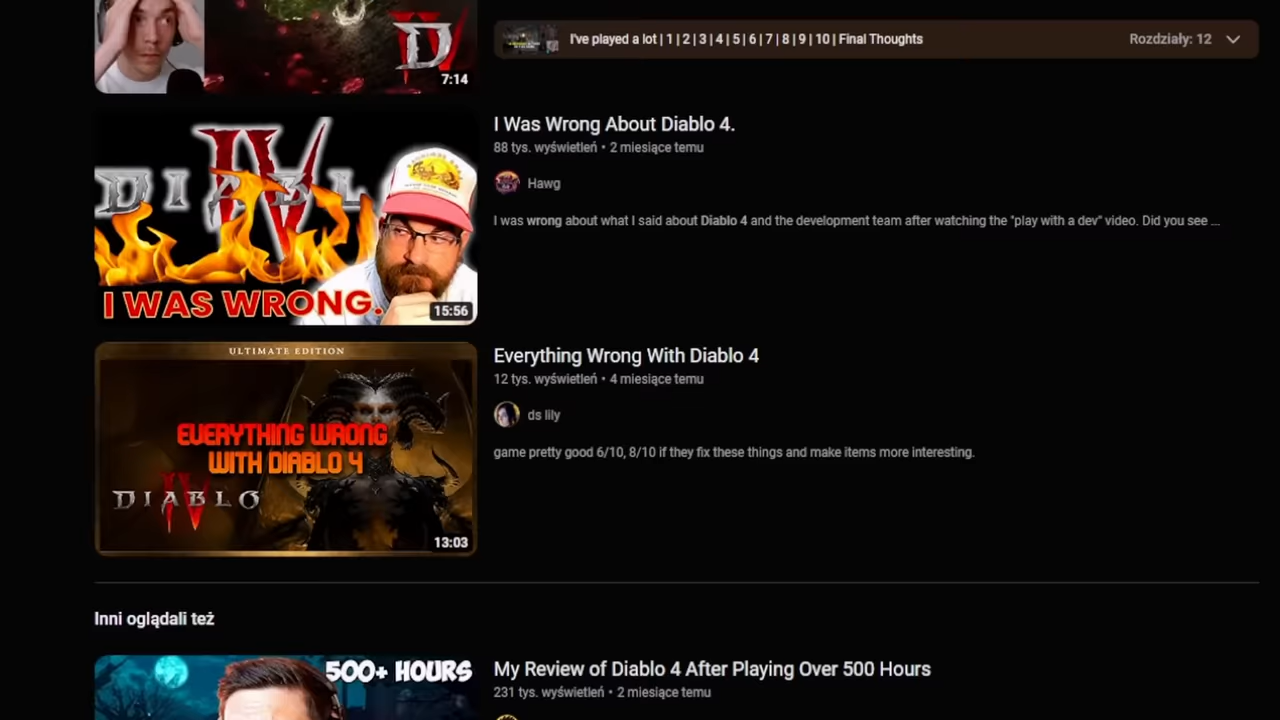 7:14
I've played a lot | 1 | 2 | 3 | 4 | 5 | 6 | 7 | 8 | 9 | 10 | Final Thoughts
Rozdziały: 12
DIABL
IV
I WAS WRONG.
15:56
I Was Wrong About Diablo 4.
88 tys. wyświetleń • 2 miesiące temu
Hawg
I was wrong about what I said about Diablo 4 and the development team after watching the "play with a dev" video. Did you see ...
ULTIMATE EDITION
EVERYTHING WRONG
WITH DIABLO 4
DIABLO
IV
13:03
Everything Wrong With Diablo 4
12 tys. wyświetleń • 4 miesiące temu
ds lily
game pretty good 6/10, 8/10 if they fix these things and make items more interesting.
Inni oglądali też
500+ HOURS
My Review of Diablo 4 After Playing Over 500 Hours
231 tys. wyświetleń • 2 miesiące temu